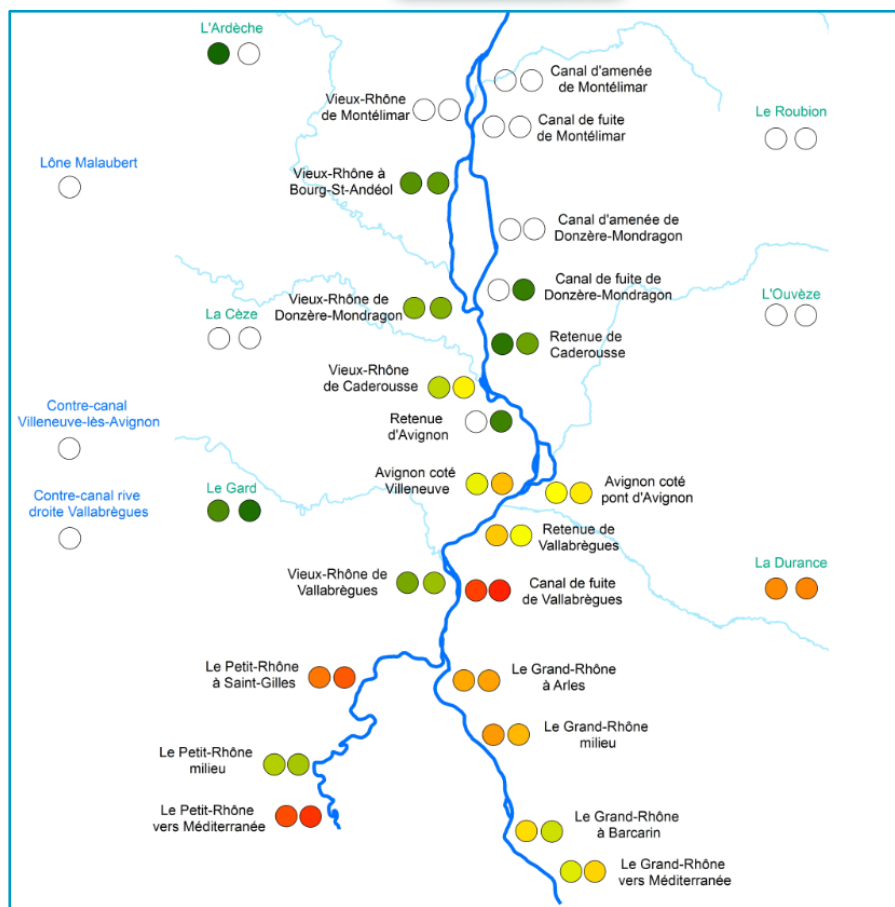 L'Ardèche
Canal d'amenée
de Montélimar
Vieux-Rhône
de Montélimar
Canal de fuite
de Montélimar
Le Roubion
Lône Malaubert
Vieux-Rhône à
Bourg-St-Andéol
Canal d'amenée de
Donzère-Mondragon
Canal de fuite de
Donzère-Mondragon
L'Ouvèze
Vieux-Rhône de
Donzère-Mondragon
La Cèze
Retenue de
Caderousse
Vieux-Rhône
de Caderousse
Contre-canal
Villeneuve-lès-Avignon
Retenue
d'Avignon
Avignon coté
Villeneuve
Avignon coté
pont d'Avignon
Contre-canal rive
droite Vallabrègues
Le Gard
Retenue de
Vallabrègues
Vieux-Rhône de
Vallabrègues
Canal de fuite
de Vallabrègues
La Durance
Le Petit-Rhône
à Saint-Gilles
Le Grand-Rhône
à Arles
Le Grand-Rhône
milieu
Le Petit-Rhône
milieu
Le Petit-Rhône
vers Méditerranée
Le Grand-Rhône
à Barcarin
Le Grand-Rhône
vers Méditerranée